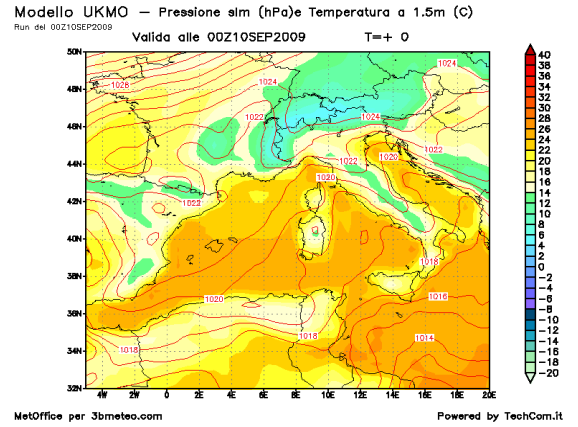 Modello UKMO — Pressione slm (hPa)e Temperatura a 1.5m (C)
Run del 00Z10SEP2009
Valida alle 00Z10SEP2009 T=+ 0
50N
48N
46N
44N
42N
40N
38N
36N
34N
32N
4W 2W 0 2E 4E 6E 8E 10E 12E 14E 16E 18E 20E
1026
1024
1024
1022
1024
1022
1022
1020
1020
1022
1018
1016
1020
1018
1014
1018
40
38
36
34
32
30
28
26
24
22
20
18
16
14
12
10
8
6
4
2
0
−2
−4
−6
−8
−10
−12
−14
−16
−18
−20
MetOffice per 3bmeteo.com
Powered by TechCom.it